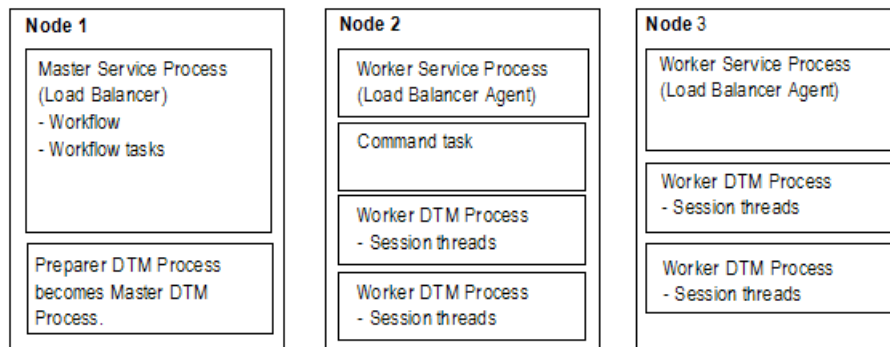 Node 1
Master Service Process
(Load Balancer)
- Workflow
- Workflow tasks
Preparer DTM Process
becomes Master DTM
Process.
Node 2
Worker Service Process
(Load Balancer Agent)
Command task
Worker DTM Process
- Session threads
Worker DTM Process
- Session threads
Node 3
Worker Service Process
(Load Balancer Agent)
Worker DTM Process
- Session threads
Worker DTM Process
- Session threads